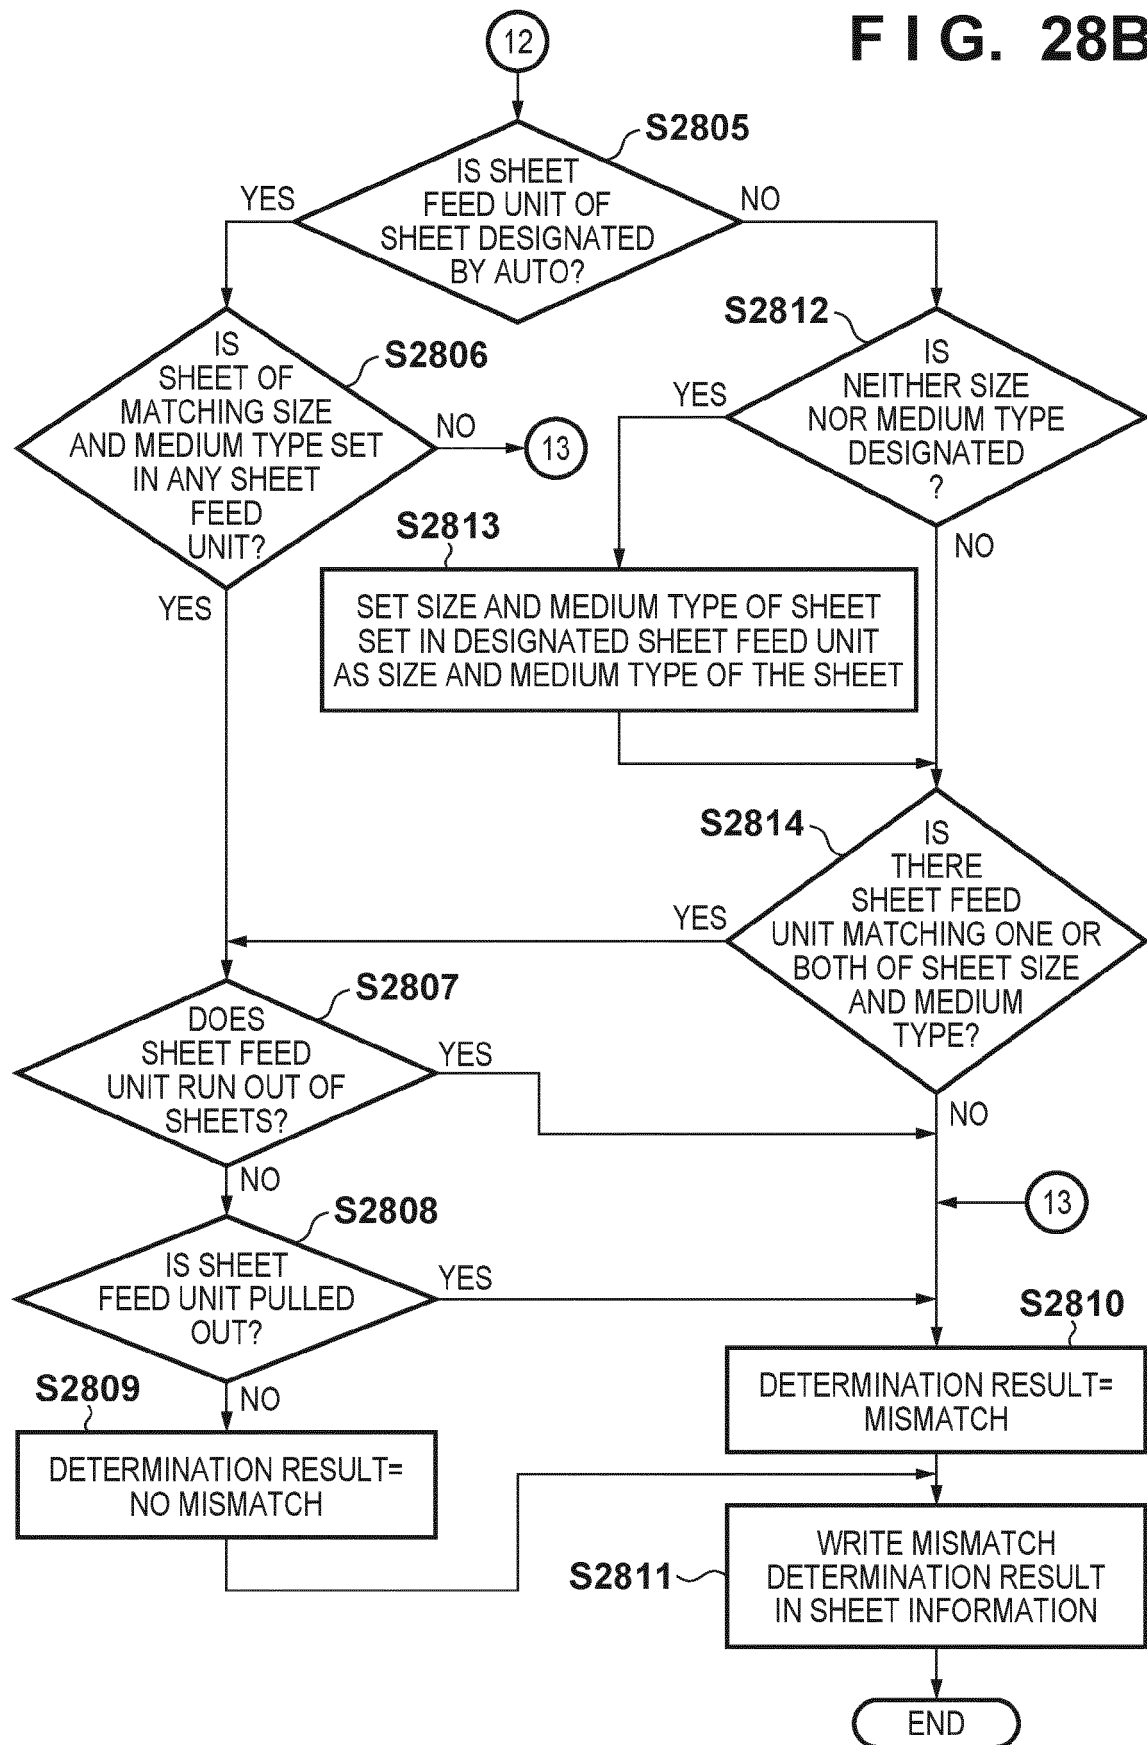 F I G. 28B
12
S2805
IS SHEET
FEED UNIT OF
SHEET DESIGNATED
BY AUTO?
YES
NO
S2806
IS
SHEET OF
MATCHING SIZE
AND MEDIUM TYPE SET
IN ANY SHEET
FEED
UNIT?
NO
13
YES
S2812
IS
NEITHER SIZE
NOR MEDIUM TYPE
DESIGNATED
?
YES
NO
S2813
SET SIZE AND MEDIUM TYPE OF SHEET
SET IN DESIGNATED SHEET FEED UNIT
AS SIZE AND MEDIUM TYPE OF THE SHEET
S2814
IS
THERE
SHEET FEED
UNIT MATCHING ONE OR
BOTH OF SHEET SIZE
AND MEDIUM
TYPE?
YES
NO
S2807
DOES
SHEET FEED
UNIT RUN OUT OF
SHEETS?
YES
NO
13
S2808
IS SHEET
FEED UNIT PULLED
OUT?
YES
NO
S2809
DETERMINATION RESULT=
NO MISMATCH
S2810
DETERMINATION RESULT=
MISMATCH
S2811
WRITE MISMATCH
DETERMINATION RESULT
IN SHEET INFORMATION
END